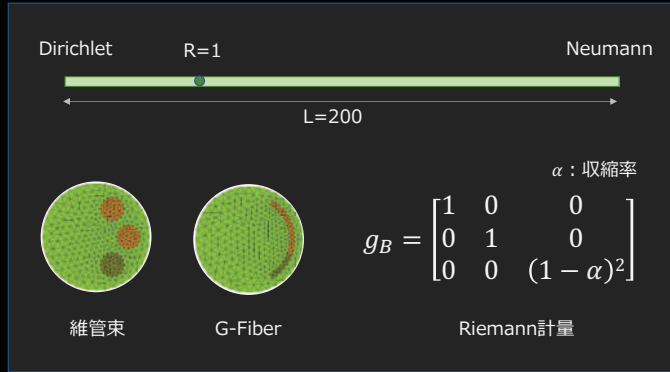 Dirichlet
R=1
Neumann
L=200
α：収縮率
g_B = [1 0 0
0 1 0
0 0 (1 − α)²]
維管束
G-Fiber
Riemann計量